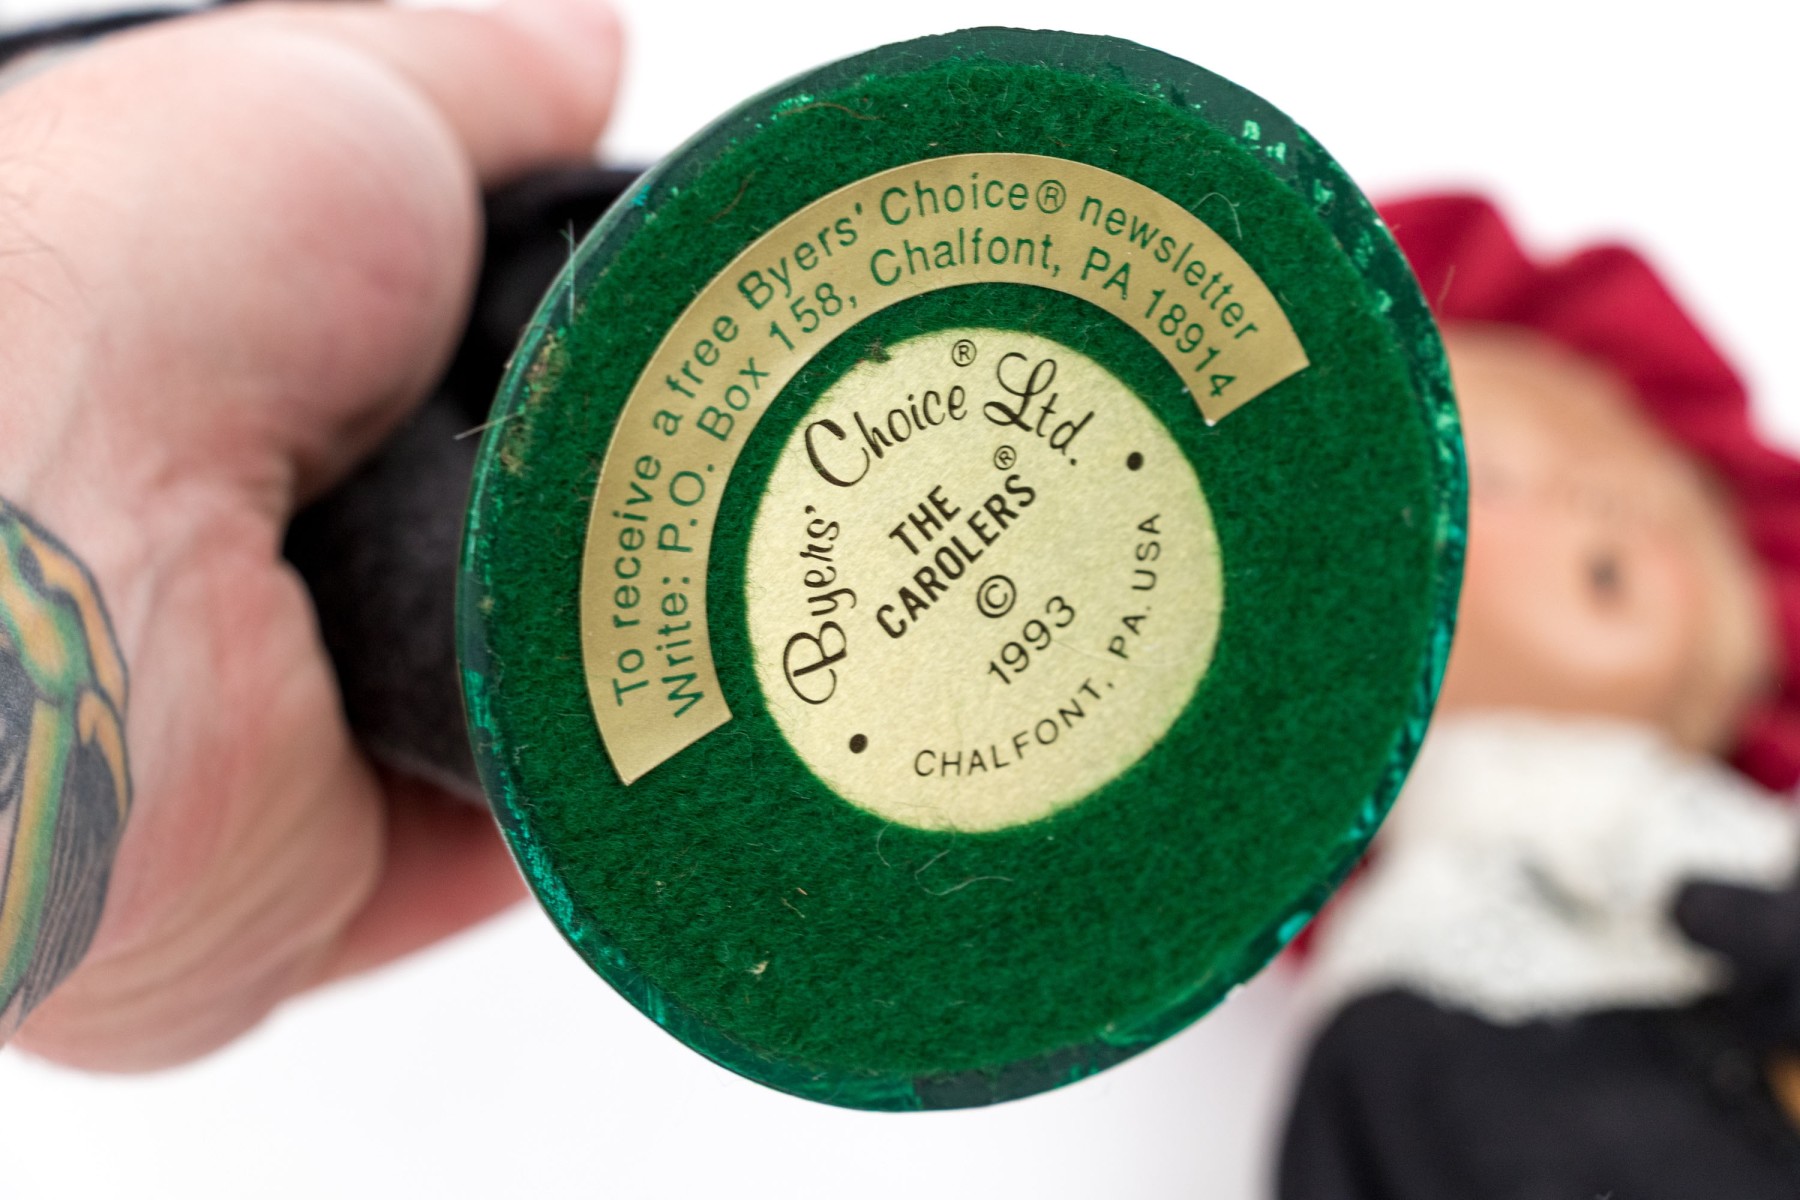 To receive a free Byers' Choice® newsletter
Write: P.O. Box 158, Chalfont, PA 18914
Byers' Choice® Ltd.
THE
CAROLERS®
©
1993
CHALFONT, PA. USA